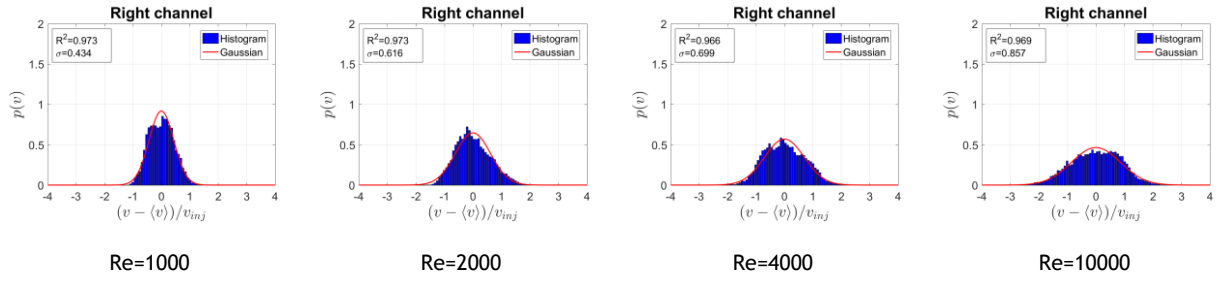 Right channel
R²=0.973
σ=0.434
Histogram
Gaussian
2
1.5
1
0.5
0
p(v)
-4 -3 -2 -1 0 1 2 3 4
(v − ⟨v⟩)/v_inj
Re=1000
Right channel
R²=0.973
σ=0.616
Histogram
Gaussian
2
1.5
1
0.5
0
p(v)
-4 -3 -2 -1 0 1 2 3 4
(v − ⟨v⟩)/v_inj
Re=2000
Right channel
R²=0.966
σ=0.699
Histogram
Gaussian
2
1.5
1
0.5
0
p(v)
-4 -3 -2 -1 0 1 2 3 4
(v − ⟨v⟩)/v_inj
Re=4000
Right channel
R²=0.969
σ=0.857
Histogram
Gaussian
2
1.5
1
0.5
0
p(v)
-4 -3 -2 -1 0 1 2 3 4
(v − ⟨v⟩)/v_inj
Re=10000